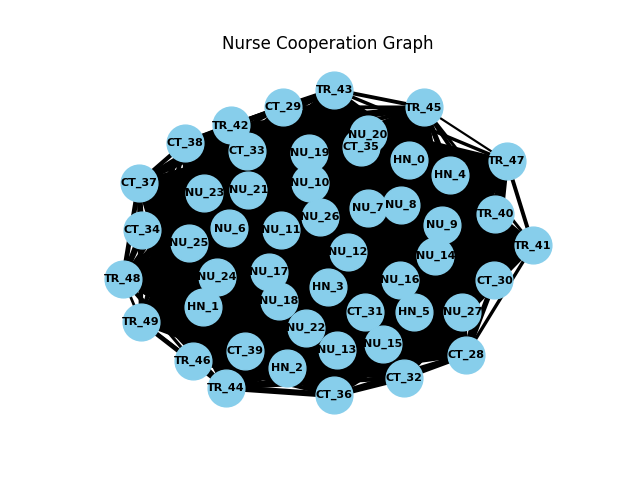 Nurse Cooperation Graph
TR_43
CT_29
TR_45
TR_42
NU_20
CT_38
CT_33
NU_19
CT_35
HN_0
TR_47
HN_4
CT_37
NU_23
NU_21
NU_10
NU_7
NU_8
TR_40
NU_26
CT_34
NU_6
NU_11
NU_9
NU_25
TR_41
NU_12
NU_14
TR_48
NU_24
NU_17
NU_16
CT_30
HN_3
HN_1
NU_18
CT_31
HN_5
NU_27
TR_49
NU_22
NU_15
CT_39
NU_13
CT_28
TR_46
HN_2
CT_32
TR_44
CT_36